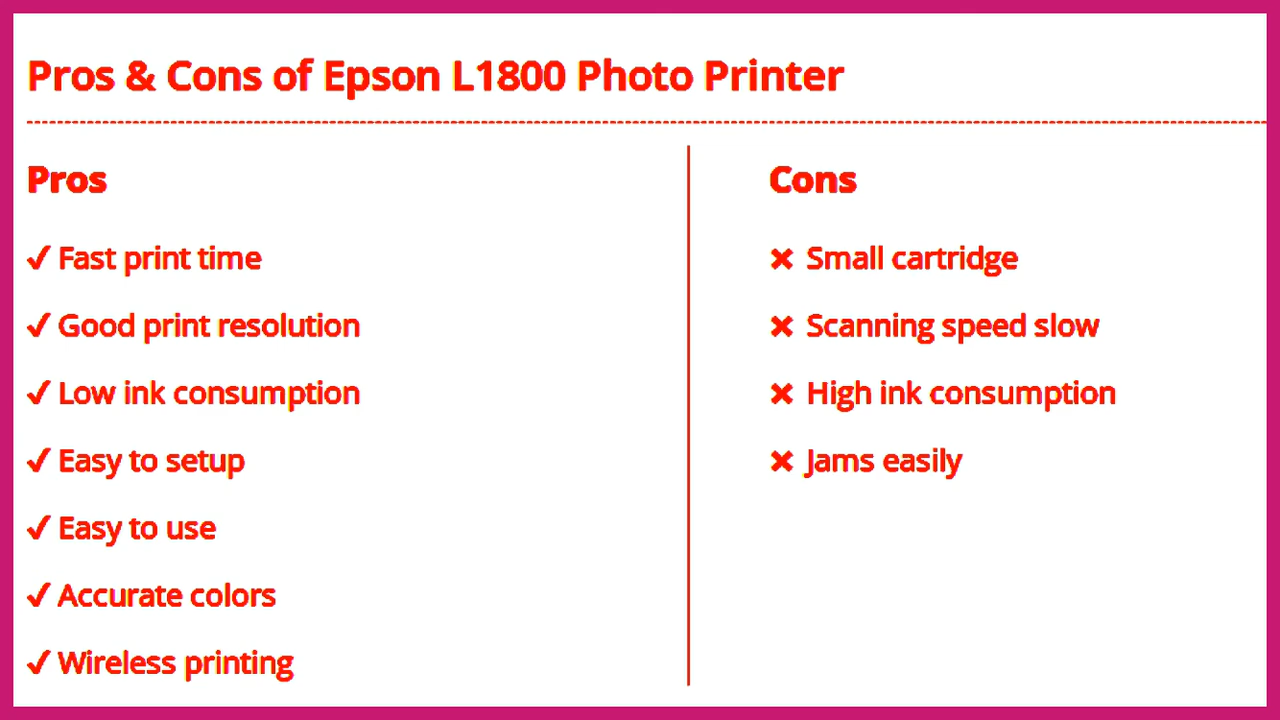 Pros & Cons of Epson L1800 Photo Printer
Pros
✓ Fast print time
✓ Good print resolution
✓ Low ink consumption
✓ Easy to setup
✓ Easy to use
✓ Accurate colors
✓ Wireless printing
Cons
✖ Small cartridge
✖ Scanning speed slow
✖ High ink consumption
✖ Jams easily